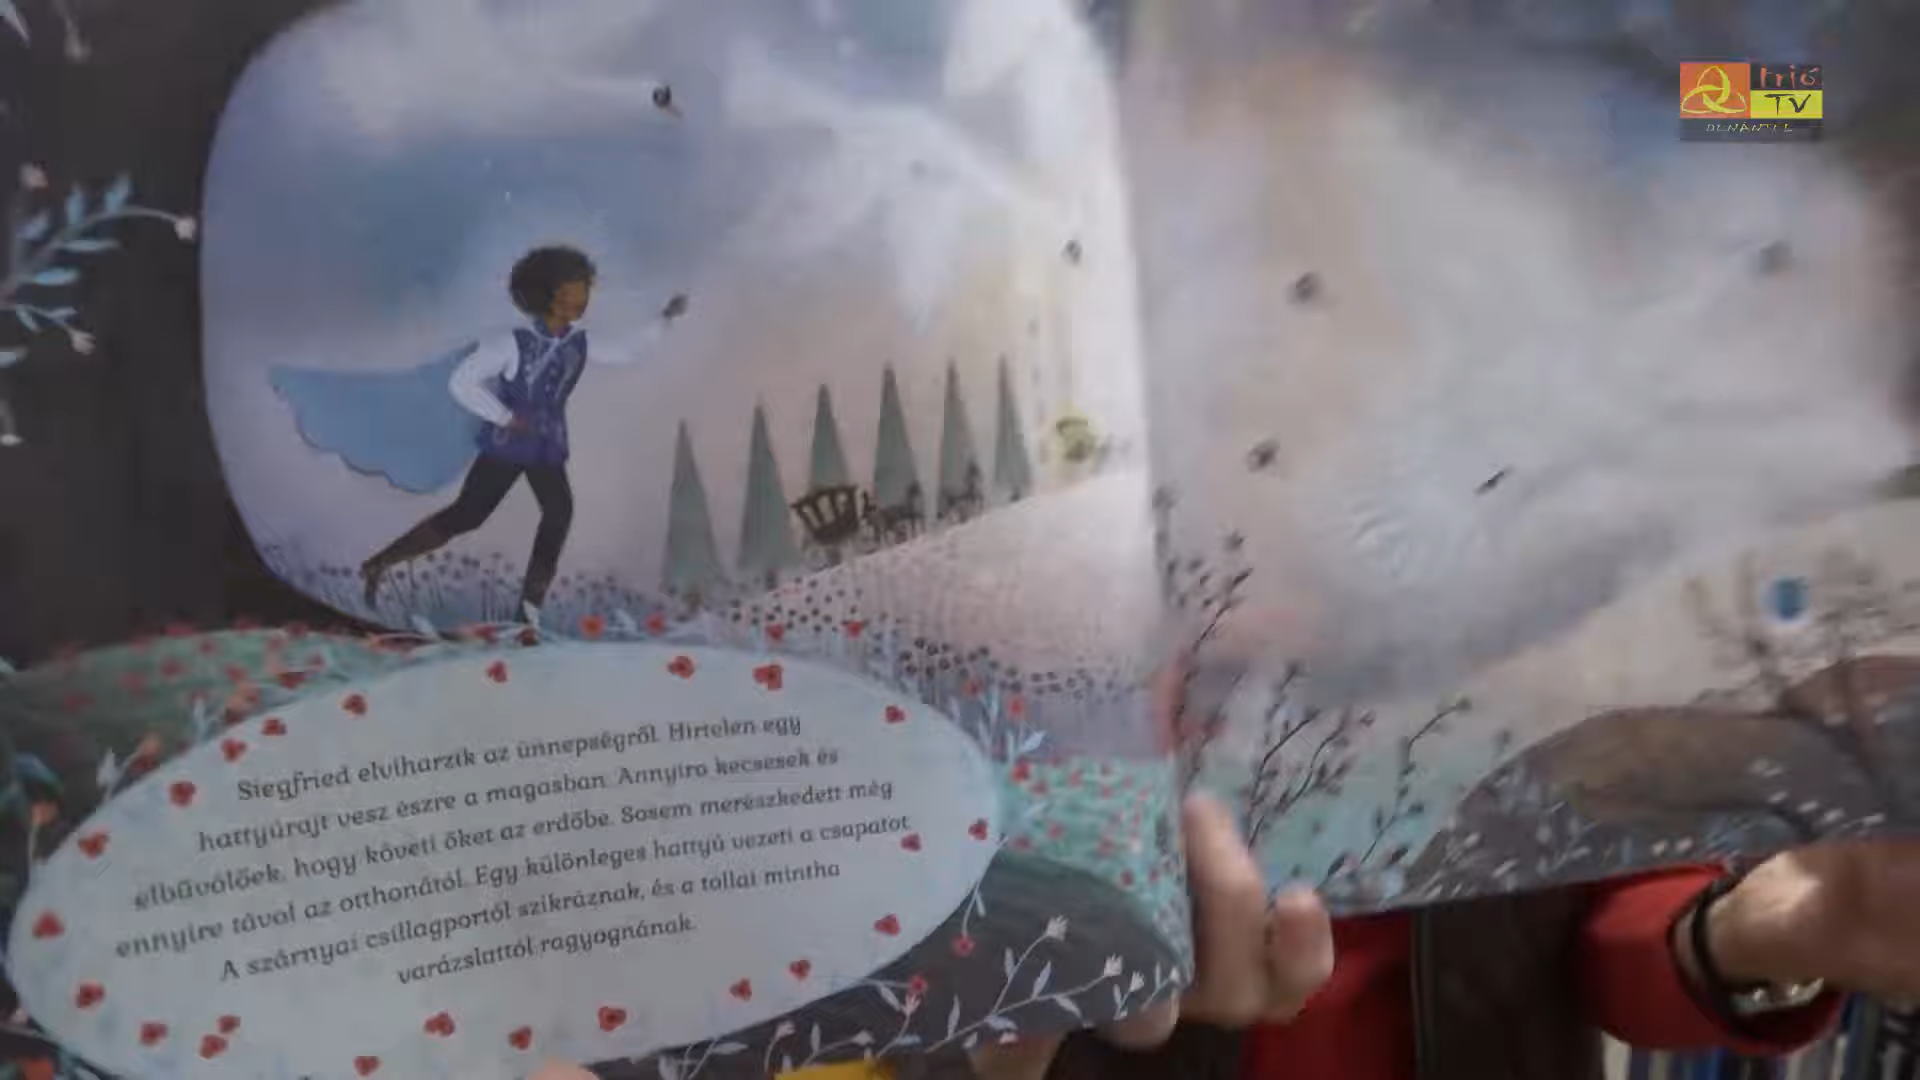 Siegfried elviharzik az ünnepségről. Hirtelen egy
hattyúrajt vesz észre a magasban. Annyira kecsesek és
elbűvölőek, hogy követi őket az erdőbe. Sosem merészkedett még
ennyire távol az otthonától. Egy különleges hattyú vezeti a csapatot.
A szárnyai csillagportól szikráznak, és a tollai mintha
varázslattól ragyognának.
Trió
TV